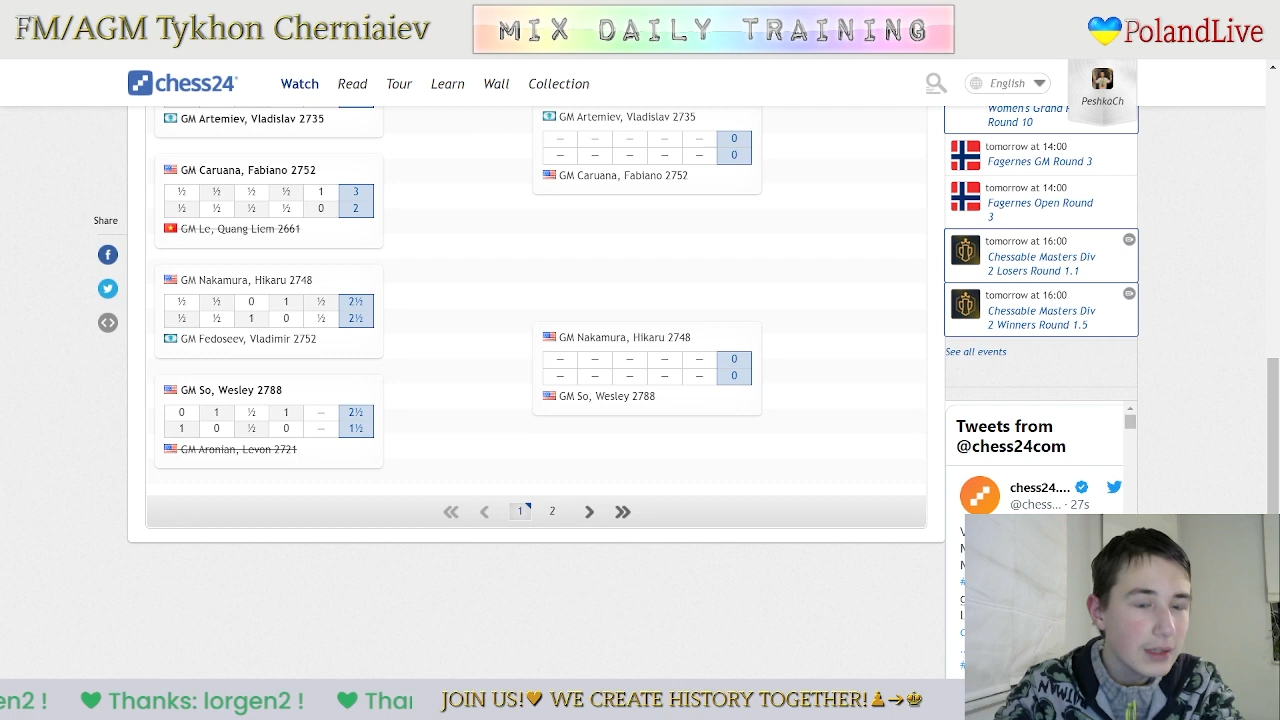 FM/AGM Tykhon Cherniaiev
MIX DAILY TRAINING
PolandLive
chess24
Watch
Read
Tour
Learn
Wall
Collection
English
PeshkaCh
GM Artemiev, Vladislav 2735
GM Caruana, Fabiano 2752
½ ½ ½ ½ 1 3
½ ½ ½ ½ 0 2
GM Le, Quang Liem 2661
GM Nakamura, Hikaru 2748
½ ½ 0 1 ½ 2½
½ ½ 1 0 ½ 2½
GM Fedoseev, Vladimir 2752
GM So, Wesley 2788
0 1 ½ 1 – 2½
1 0 ½ 0 – 1½
GM Aronian, Levon 2721
GM Artemiev, Vladislav 2735
– – – – – 0
– – – – – 0
GM Caruana, Fabiano 2752
GM Nakamura, Hikaru 2748
– – – – – 0
– – – – – 0
GM So, Wesley 2788
1 2
Share
Women's Grand P
Round 10
tomorrow at 14:00
Fagernes GM Round 3
tomorrow at 14:00
Fagernes Open Round
3
tomorrow at 16:00
Chessable Masters Div
2 Losers Round 1.1
tomorrow at 16:00
Chessable Masters Div
2 Winners Round 1.5
See all events
Tweets from
@chess24com
chess24....
@chess... · 27s
en2 !
Thanks: lorgen2 !
Thar
JOIN US! WE CREATE HISTORY TOGETHER!